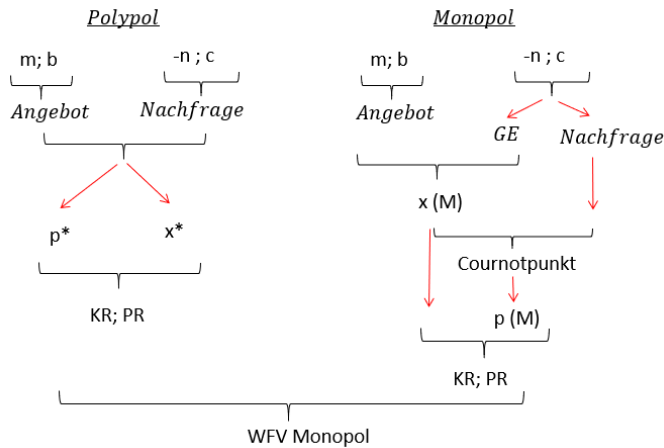 Polypol
Monopol
m; b
-n ; c
m; b
-n ; c
Angebot
Nachfrage
Angebot
GE
Nachfrage
x (M)
p*
x*
Cournotpunkt
KR; PR
p (M)
KR; PR
WFV Monopol